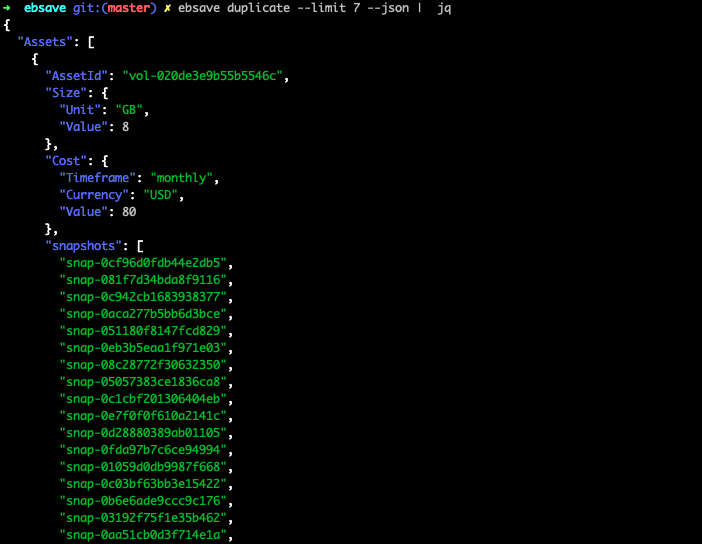 ➜ ebsave git:(master) ✗ ebsave duplicate --limit 7 --json | jq
{
  "Assets": [
    {
      "AssetId": "vol-020de3e9b55b5546c",
      "Size": {
        "Unit": "GB",
        "Value": 8
      },
      "Cost": {
        "Timeframe": "monthly",
        "Currency": "USD",
        "Value": 80
      },
      "snapshots": [
        "snap-0cf96d0fdb44e2db5",
        "snap-081f7d34bda8f9116",
        "snap-0c942cb1683938377",
        "snap-0aca277b5bb6d3bce",
        "snap-051180f8147fcd829",
        "snap-0eb3b5eaa1f971e03",
        "snap-08c28772f30632350",
        "snap-05057383ce1836ca8",
        "snap-0c1cbf201306404eb",
        "snap-0e7f0f0f610a2141c",
        "snap-0d28880389ab01105",
        "snap-0fda97b7c6ce94994",
        "snap-01059d0db9987f668",
        "snap-0c03bf63bb3e15422",
        "snap-0b6e6ade9ccc9c176",
        "snap-03192f75f1e35b462",
        "snap-0aa51cb0d3f714e1a",